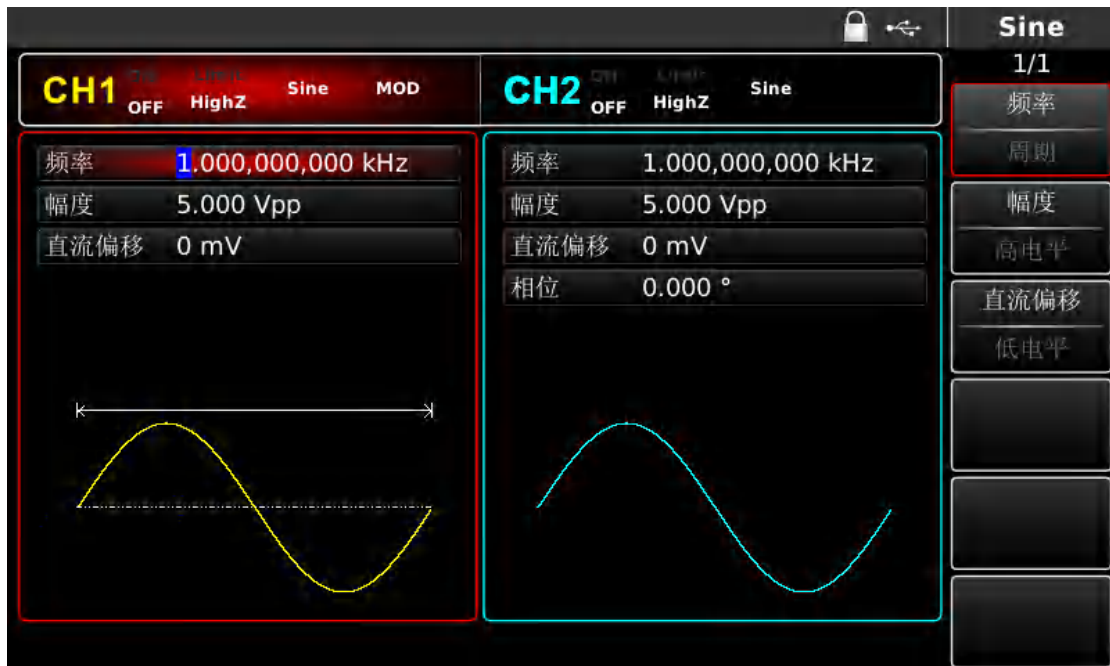 Sine
1/1
CH1 OFF HighZ Sine MOD
CH2 OFF HighZ Sine
频率 1.000,000,000 kHz
幅度 5.000 Vpp
直流偏移 0 mV
频率 1.000,000,000 kHz
幅度 5.000 Vpp
直流偏移 0 mV
相位 0.000 °
频率
周期
幅度
高电平
直流偏移
低电平